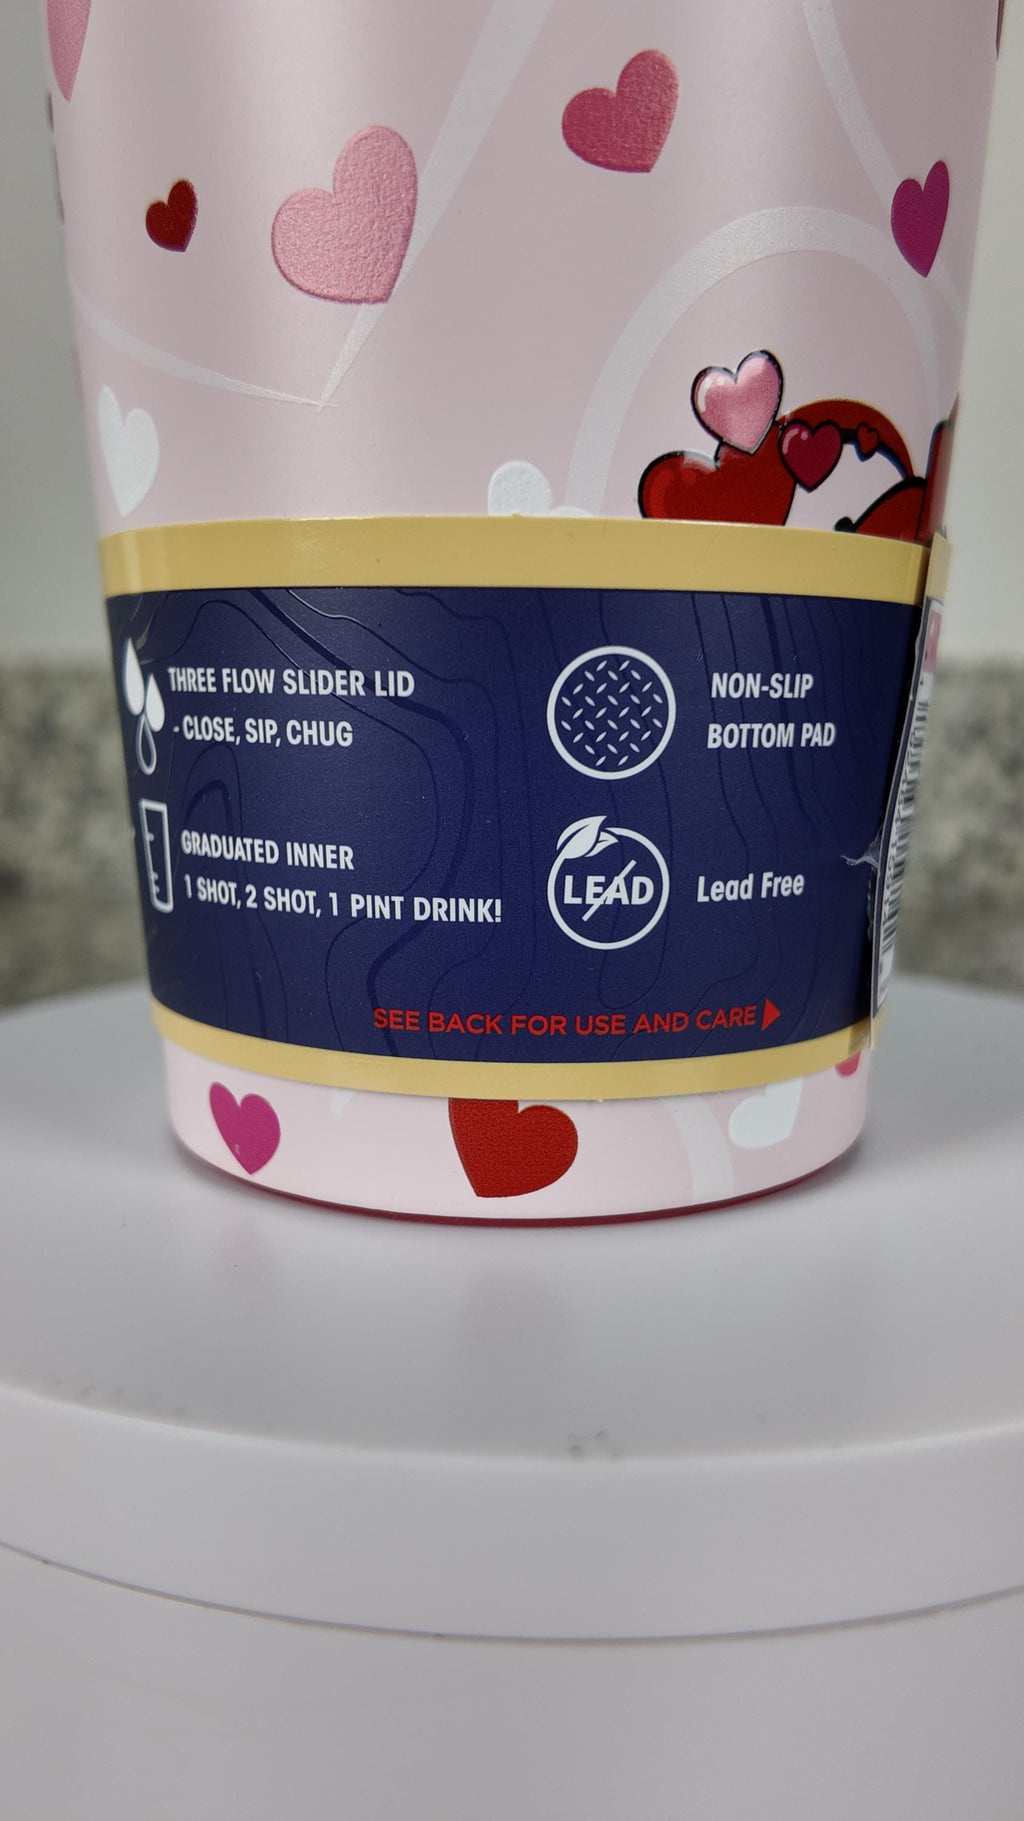 THREE FLOW SLIDER LID
- CLOSE, SIP, CHUG
NON-SLIP
BOTTOM PAD
GRADUATED INNER
1 SHOT, 2 SHOT, 1 PINT DRINK!
LEAD
Lead Free
SEE BACK FOR USE AND CARE